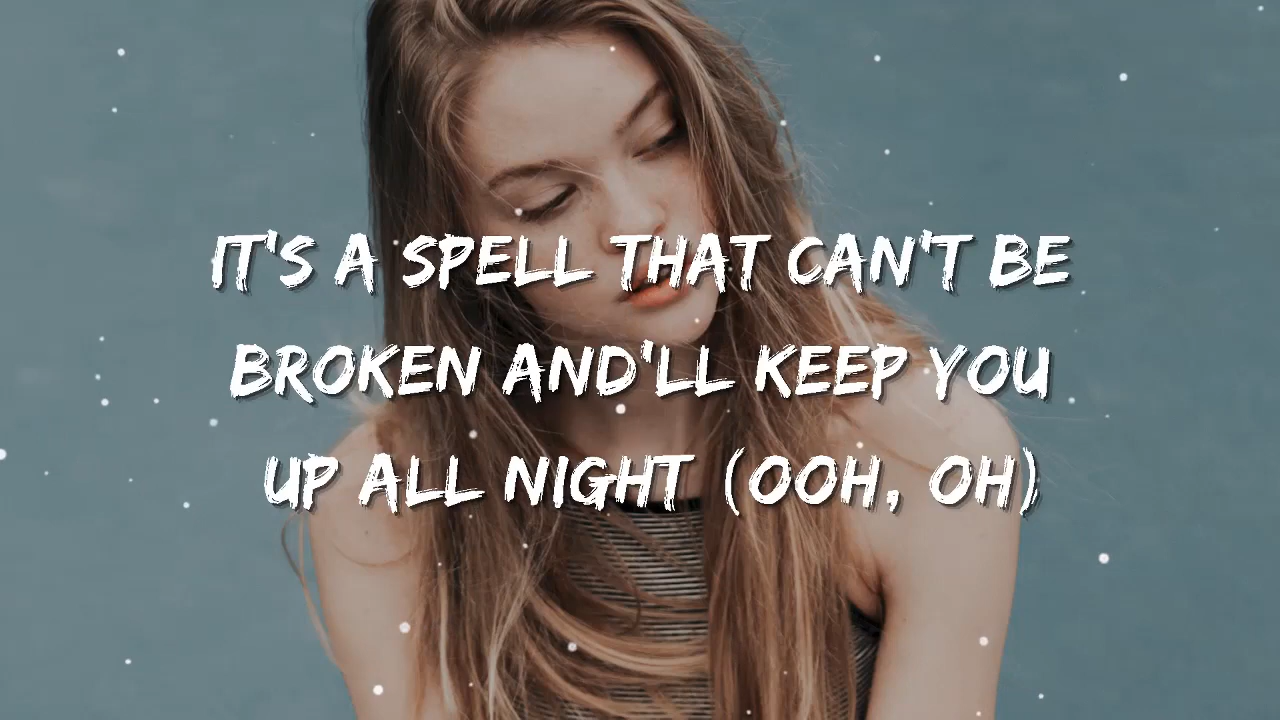 IT'S A SPELL THAT CAN'T BE
BROKEN AND'LL KEEP YOU
UP ALL NIGHT (OOH, OH)